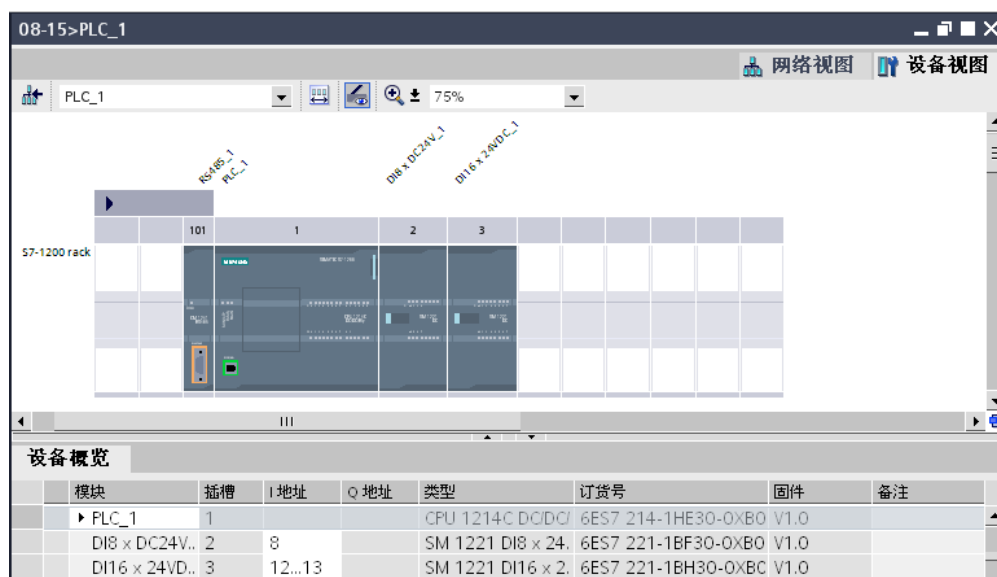 08-15>PLC_1
网络视图 设备视图
PLC_1 75%
RS485_1 PLC_1 DI8 x DC24V_1 DI16 x 24VDC_1
101 1 2 3
S7-1200 rack
SIEMENS
设备概览
模块 插槽 I 地址 Q 地址 类型 订货号 固件 备注
PLC_1 1 CPU 1214C DC/DC/ 6ES7 214-1HE30-0XB0 V1.0
DI8 x DC24V.. 2 8 SM 1221 DI8 x 24. 6ES7 221-1BF30-0XB0 V1.0
DI16 x 24VD.. 3 12...13 SM 1221 DI16 x 2. 6ES7 221-1BH30-0XBC V1.0